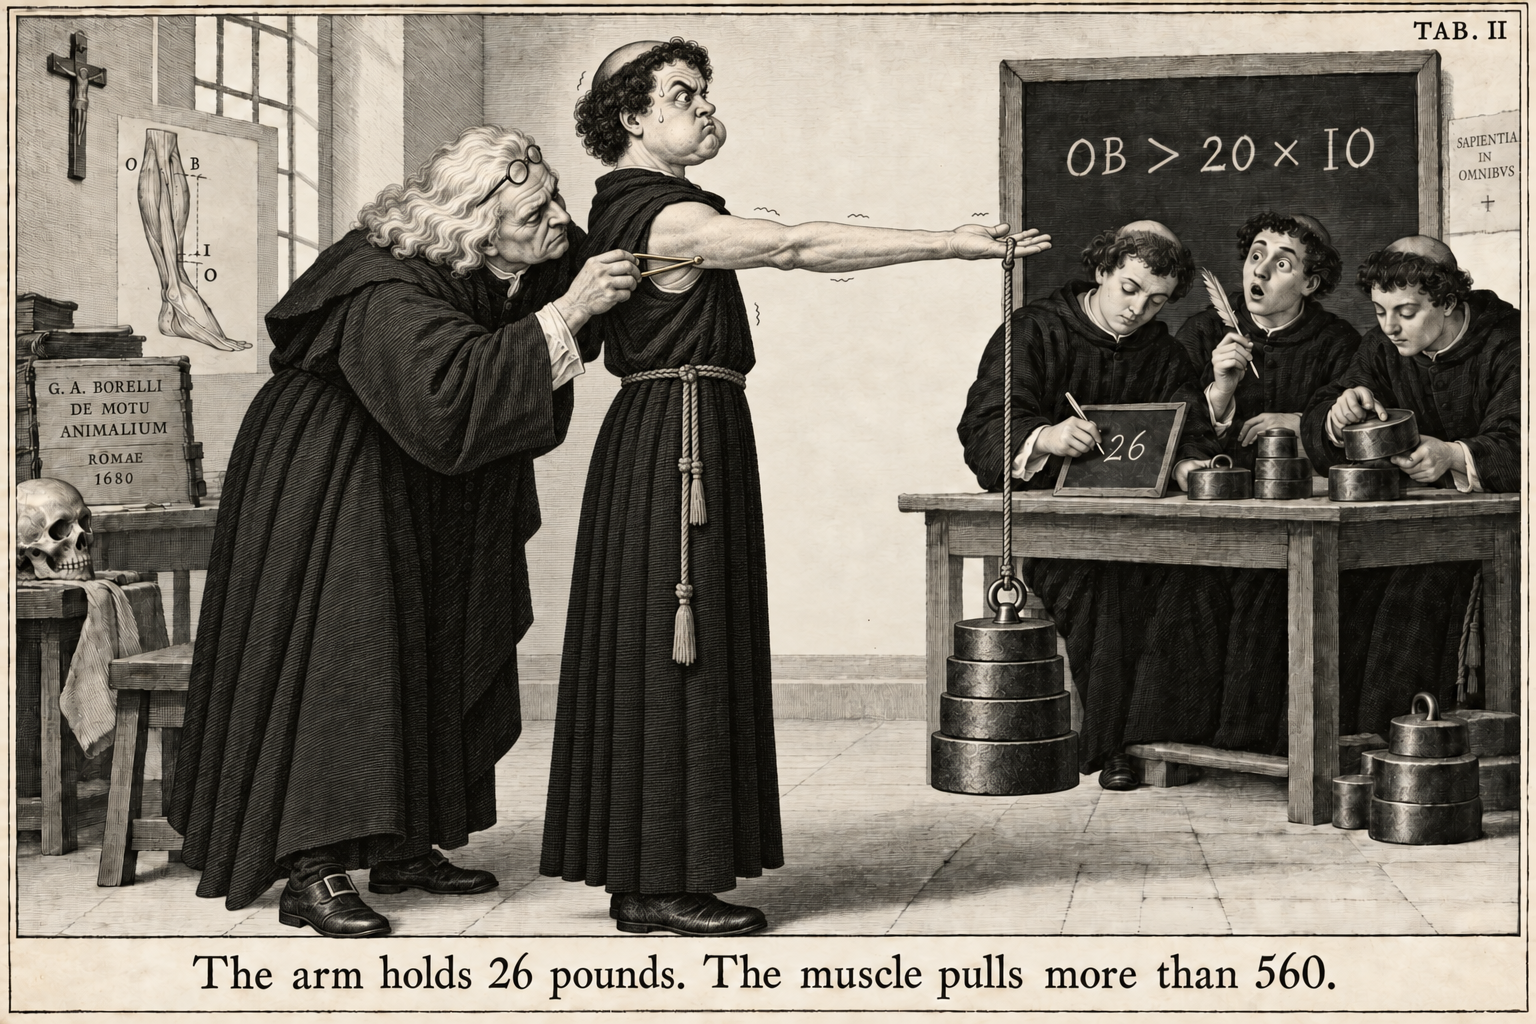 TAB. II
OB > 20 × IO
SAPIENTIA
IN
OMNIBVS
O B
I
O
G. A. BORELLI
DE MOTU
ANIMALIUM
ROMAE
1680
26
The arm holds 26 pounds. The muscle pulls more than 560.